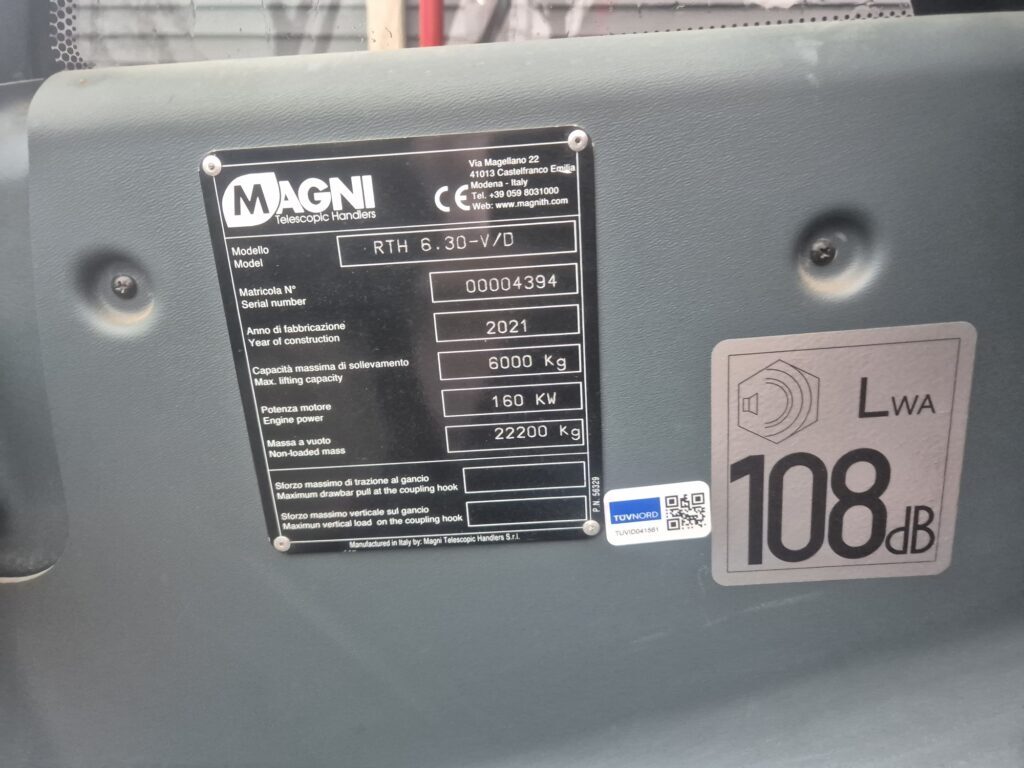 MAGNI
Telescopic Handlers
CE
Via Magellano 22
41013 Castelfranco Emilia
Modena - Italy
Tel. +39 059 8031000
Web: www.magnith.com
Modello
Model
RTH 6.30-V/D
Matricola N°
Serial number
00004394
Anno di fabbricazione
Year of construction
2021
Capacità massima di sollevamento
Max. lifting capacity
6000 Kg
Potenza motore
Engine power
160 KW
Massa a vuoto
Non-loaded mass
22200 Kg
Sforzo massimo di trazione al gancio
Maximum drawbar pull at the coupling hook
Sforzo massimo verticale sul gancio
Maximun vertical load on the coupling hook
P.N. 56329
Manufactured in Italy by: Magni Telescopic Handlers S.r.l.
TÜVNORD
TUVID041561
LWA
108dB